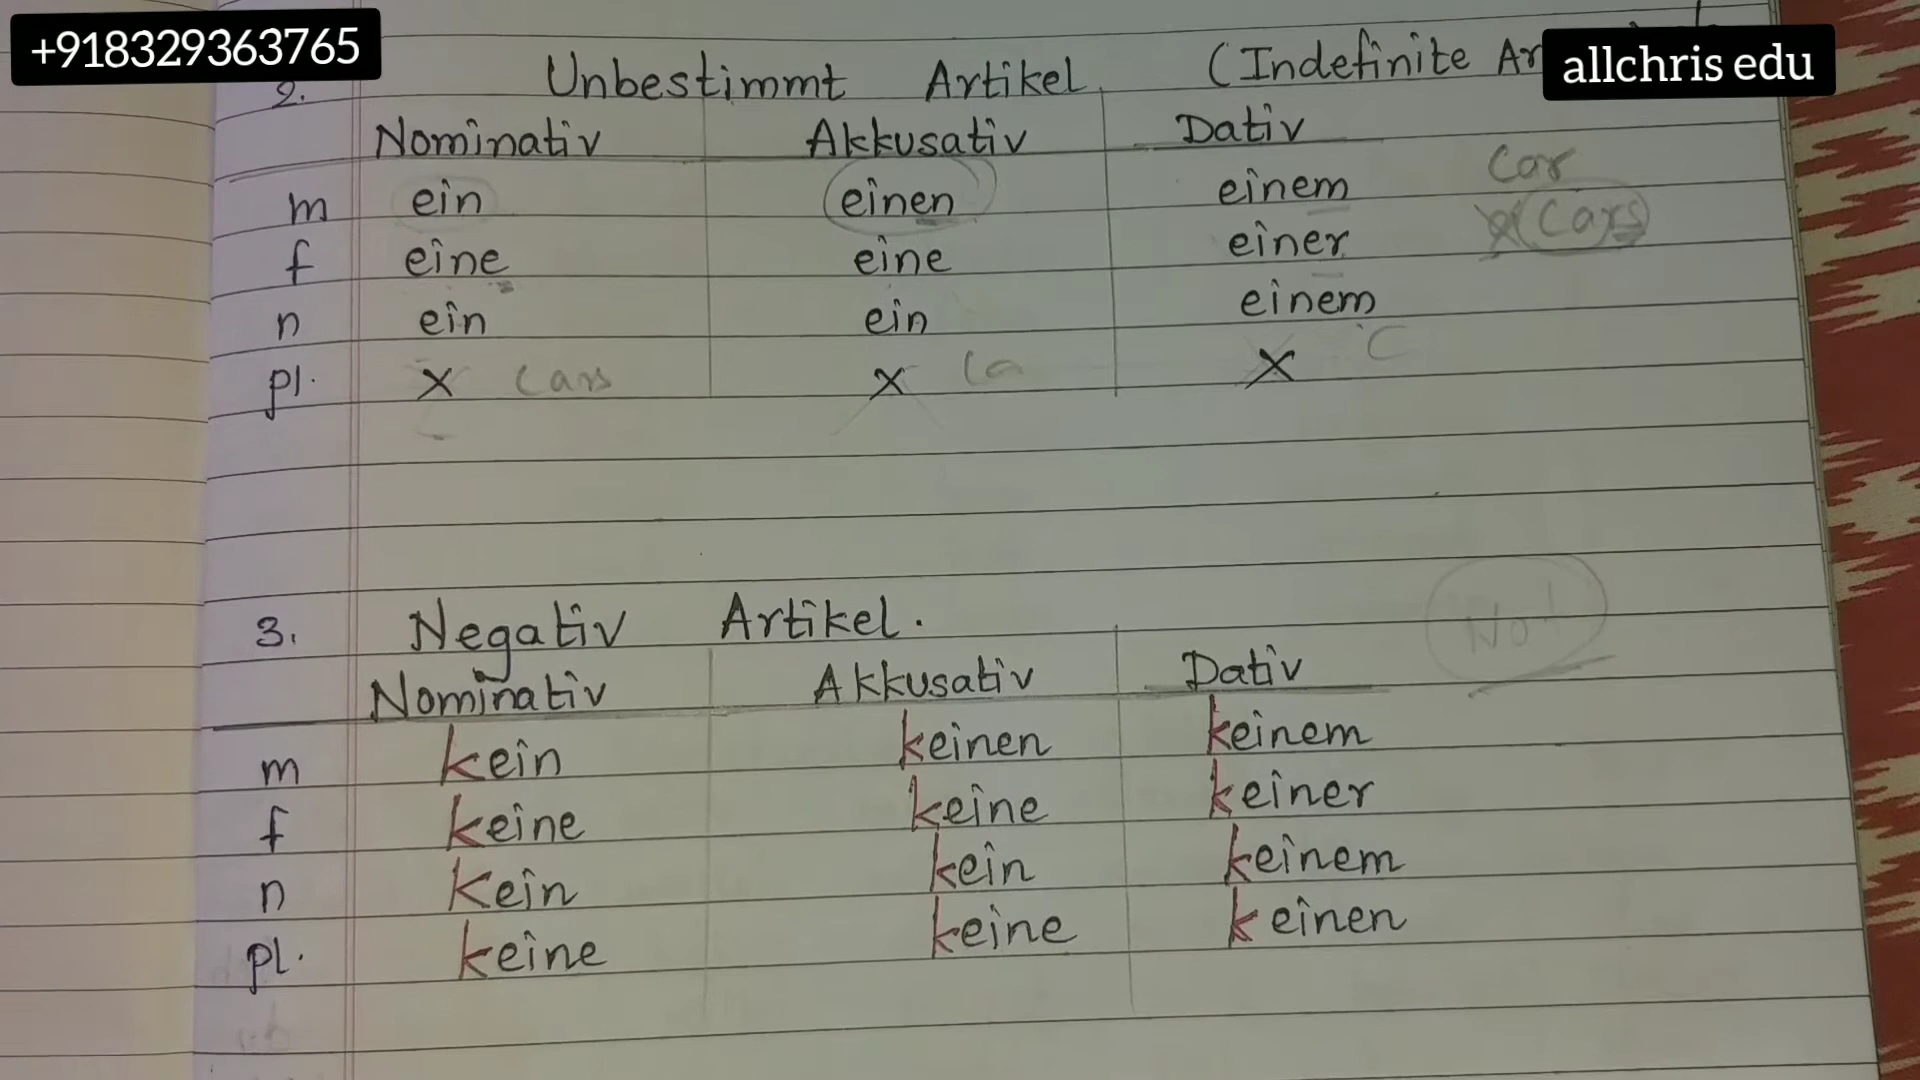 +918329363765
allchris edu
2. Unbestimmt Artikel. (Indefinite
Nominativ Akkusativ Dativ
m ein einen einem car
f eine eine einer (Cars)
n ein ein einem
pl. x Cars x Ca x C
3. Negativ Artikel.
Nominativ Akkusativ Dativ
m kein keinen keinem
f keine keine keiner
n Kein kein keinem
pl. keine keine keinen